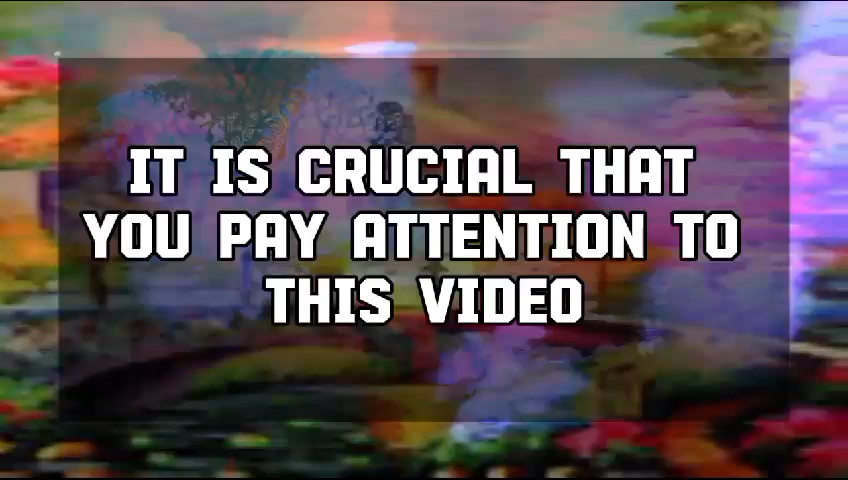 IT IS CRUCIAL THAT
YOU PAY ATTENTION TO
THIS VIDEO